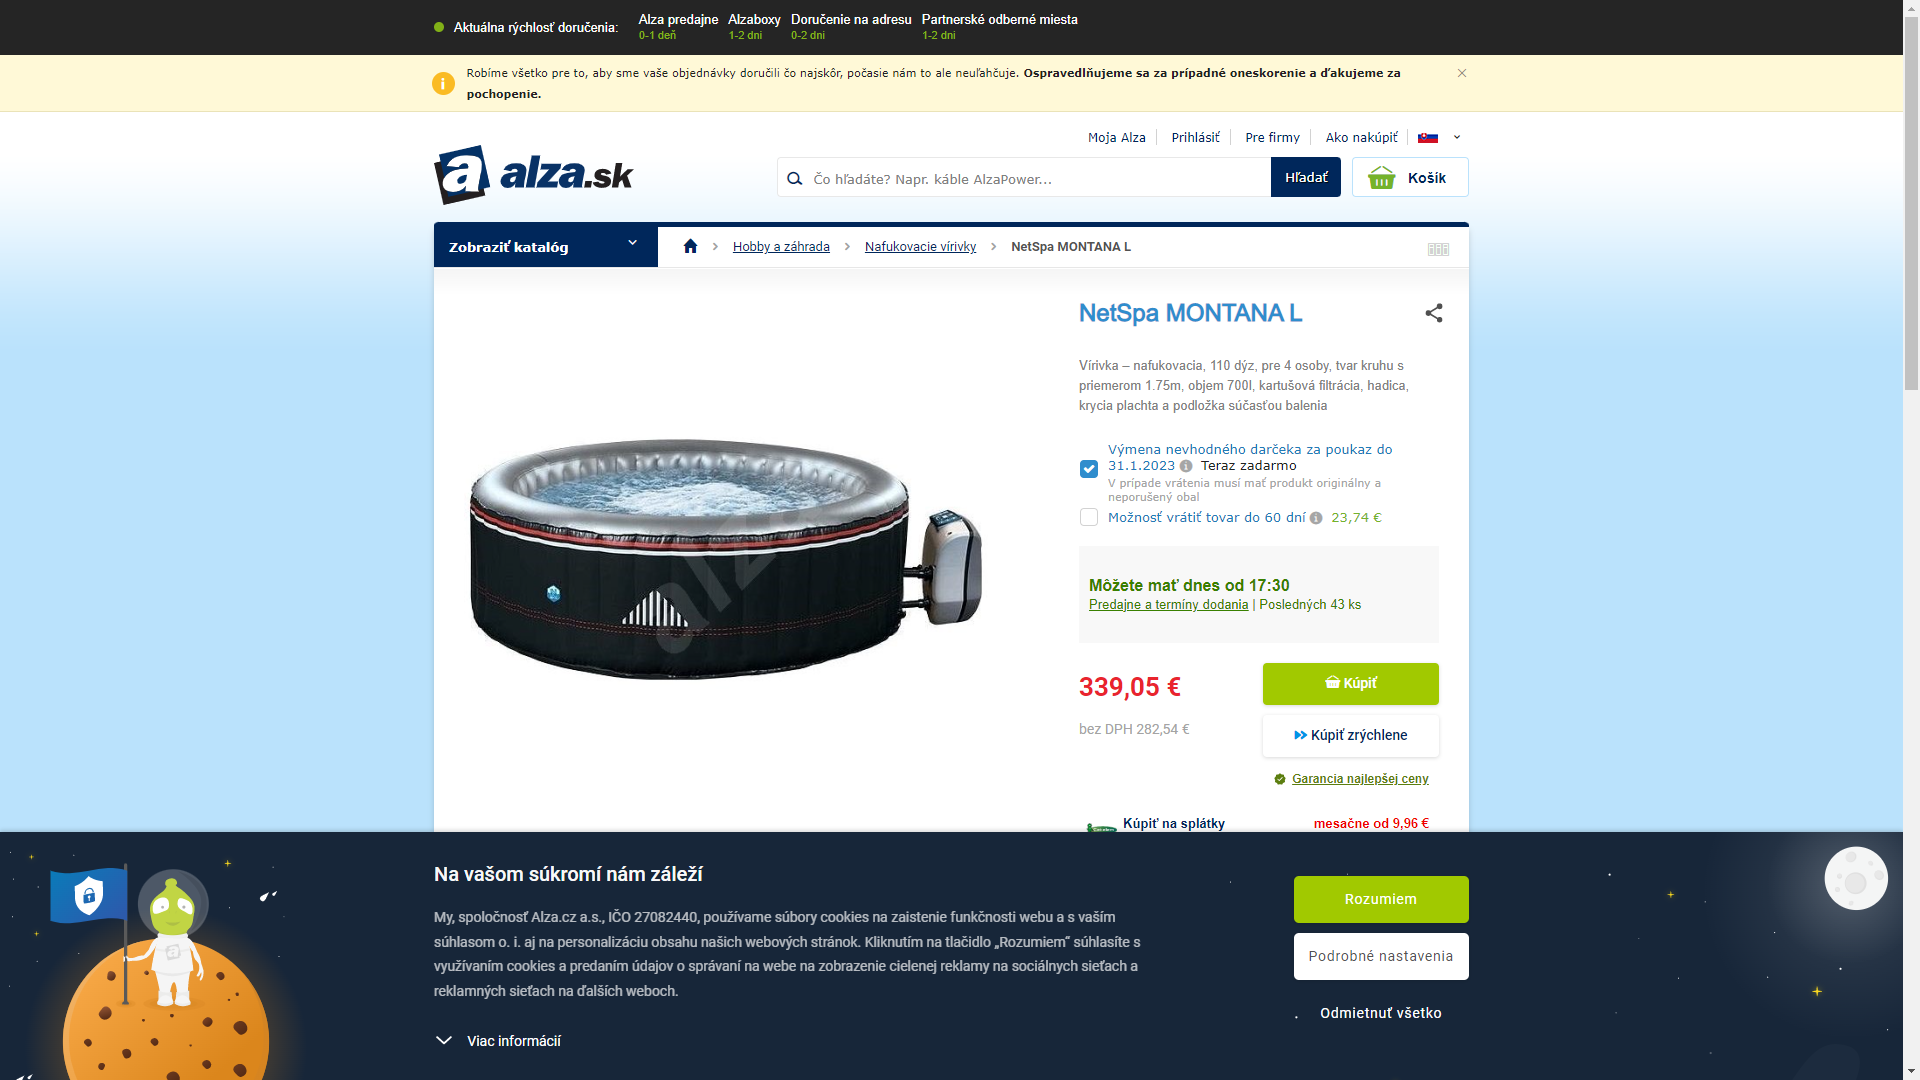 Aktuálna rýchlosť doručenia:
Alza predajne
0-1 deň
Alzaboxy
1-2 dni
Doručenie na adresu
0-2 dni
Partnerské odberné miesta
1-2 dni
Robíme všetko pre to, aby sme vaše objednávky doručili čo najskôr, počasie nám to ale neuľahčuje. Ospravedlňujeme sa za prípadné oneskorenie a ďakujeme za
pochopenie.
Moja Alza
Prihlásiť
Pre firmy
Ako nakúpiť
alza.sk
Čo hľadáte? Napr. káble AlzaPower...
Hľadať
Košík
Zobraziť katalóg
Hobby a záhrada
Nafukovacie vírivky
NetSpa MONTANA L
NetSpa MONTANA L
Vírivka – nafukovacia, 110 dýz, pre 4 osoby, tvar kruhu s
priemerom 1.75m, objem 700l, kartušová filtrácia, hadica,
krycia plachta a podložka súčasťou balenia
Výmena nevhodného darčeka za poukaz do
31.1.2023 Teraz zadarmo
V prípade vrátenia musí mať produkt originálny a
neporušený obal
Možnosť vrátiť tovar do 60 dní 23,74 €
Môžete mať dnes od 17:30
Predajne a termíny dodania | Posledných 43 ks
339,05 €
bez DPH 282,54 €
Kúpiť
Kúpiť zrýchlene
Garancia najlepšej ceny
Kúpiť na splátky
mesačne od 9,96 €
Na vašom súkromí nám záleží
My, spoločnosť Alza.cz a.s., IČO 27082440, používame súbory cookies na zaistenie funkčnosti webu a s vaším
súhlasom o. i. aj na personalizáciu obsahu našich webových stránok. Kliknutím na tlačidlo „Rozumiem“ súhlasíte s
využívaním cookies a predaním údajov o správaní na webe na zobrazenie cielenej reklamy na sociálnych sieťach a
reklamných sieťach na ďalších weboch.
Viac informácií
Rozumiem
Podrobné nastavenia
Odmietnuť všetko